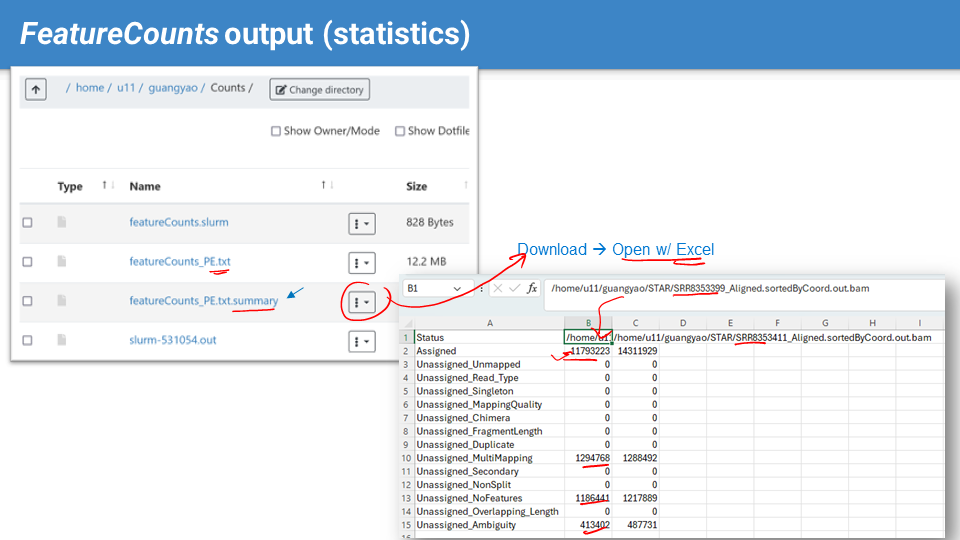 FeatureCounts output (statistics)
/ home / u11 / guangyao / Counts / Change directory
Show Owner/Mode Show Dotfile
Type Name Size
featureCounts.slurm 828 Bytes
featureCounts_PE.txt 12.2 MB
featureCounts_PE.txt.summary
slurm-531054.out
Download → Open w/ Excel
B1 fx /home/u11/guangyao/STAR/SRR8353399_Aligned.sortedByCoord.out.bam
A B C D E F G H I
1 Status /home/u11 /home/u11/guangyao/STAR/SRR8353411_Aligned.sortedByCoord.out.bam
2 Assigned 11793223 14311929
3 Unassigned_Unmapped 0 0
4 Unassigned_Read_Type 0 0
5 Unassigned_Singleton 0 0
6 Unassigned_MappingQuality 0 0
7 Unassigned_Chimera 0 0
8 Unassigned_FragmentLength 0 0
9 Unassigned_Duplicate 0 0
10 Unassigned_MultiMapping 1294768 1288492
11 Unassigned_Secondary 0 0
12 Unassigned_NonSplit 0 0
13 Unassigned_NoFeatures 1186441 1217889
14 Unassigned_Overlapping_Length 0 0
15 Unassigned_Ambiguity 413402 487731